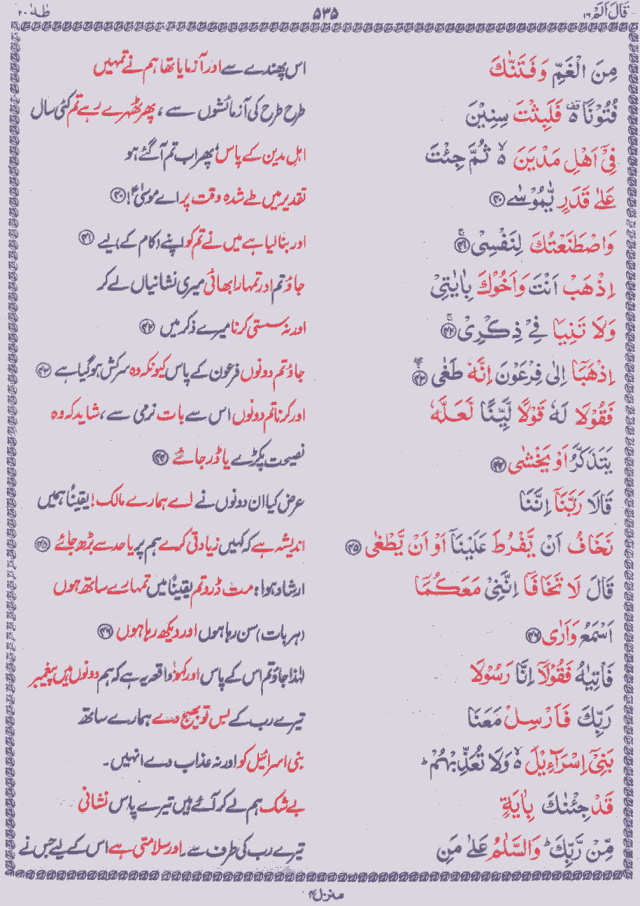 قَالَ اَلَمْ ١٦ ٥٣٥ طٰهٰ ٢٠
مِنَ الْغَمِّ وَفَتَنّٰكَ اس پھندے سے اور آزمایا تھا ہم نے تمہیں
فُتُوْنًا ۥ۫ فَلَبِثْتَ سِنِيْنَ طرح طرح کی آزمائشوں سے، پھر ٹھہرے رہے تم کئی سال
فِيْٓ اَهْلِ مَدْيَنَ ۥ ثُمَّ جِئْتَ اہل مدین کے پاس پھر اب تم آگئے ہو
عَلٰى قَدَرٍ يّٰمُوْسٰى ﴿٤٠﴾ تقدیر میں طے شدہ وقت پر اے موسیٰ! ﴿٤٠﴾
وَاصْطَنَعْتُكَ لِنَفْسِيْ ﴿٤١﴾ اور بنا لیا ہے میں نے تم کو اپنے (کام کے) لیے ﴿٤١﴾
اِذْهَبْ اَنْتَ وَاَخُوْكَ بِاٰيٰتِيْ جاؤ تم اور تمہارا بھائی میری نشانیاں لے کر
وَلَا تَنِيَا فِيْ ذِكْرِيْ ﴿٤٢﴾ اور نہ سستی کرنا میرے ذکر میں ﴿٤٢﴾
اِذْهَبَآ اِلٰى فِرْعَوْنَ اِنَّهٗ طَغٰى ﴿٤٣﴾ جاؤ تم دونوں فرعون کے پاس کیونکہ وہ سرکش ہو گیا ہے ﴿٤٣﴾
فَقُوْلَا لَهٗ قَوْلًا لَّيِّنًا لَّعَلَّهٗ اور کرنا تم دونوں اس سے بات نرمی سے، شاید کہ وہ
يَتَذَكَّرُ اَوْ يَخْشٰى ﴿٤٤﴾ نصیحت پکڑے یا ڈر جائے ﴿٤٤﴾
قَالَا رَبَّنَآ اِنَّنَا عرض کیا ان دونوں نے اے ہمارے مالک! یقیناً ہمیں
نَخَافُ اَنْ يَّفْرُطَ عَلَيْنَآ اَوْ اَنْ يَّطْغٰى ﴿٤٥﴾ اندیشہ ہے کہ کہیں زیادتی کرے ہم پر یا حد سے بڑھ جائے ﴿٤٥﴾
قَالَ لَا تَخَافَآ اِنَّنِيْ مَعَكُمَآ ارشاد ہوا: مت ڈرو تم یقیناً میں تمہارے ساتھ ہوں
اَسْمَعُ وَاَرٰى ﴿٤٦﴾ (ہر بات) سن رہا ہوں اور دیکھ رہا ہوں ﴿٤٦﴾
فَاْتِيٰهُ فَقُوْلَآ اِنَّا رَسُوْلَا لہٰذا جاؤ تم اس کے پاس اور کہو واقعہ یہ ہے کہ ہم دونوں ہیں پیغمبر
رَبِّكَ فَاَرْسِلْ مَعَنَا تیرے رب کے بس تو بھیج دے ہمارے ساتھ
بَنِيْٓ اِسْرَآءِيْلَ ۥ وَلَا تُعَذِّبْهُمْ ؕ بنی اسرائیل کو اور نہ عذاب دے انہیں۔
قَدْ جِئْنٰكَ بِاٰيَةٍ بے شک ہم لے کر آئے ہیں تیرے پاس نشانی
مِّنْ رَّبِّكَ ؕ وَالسَّلٰمُ عَلٰى مَنِ تیرے رب کی طرف سے۔ اور سلامتی ہے اس کے لیے جس نے
منزل ٤